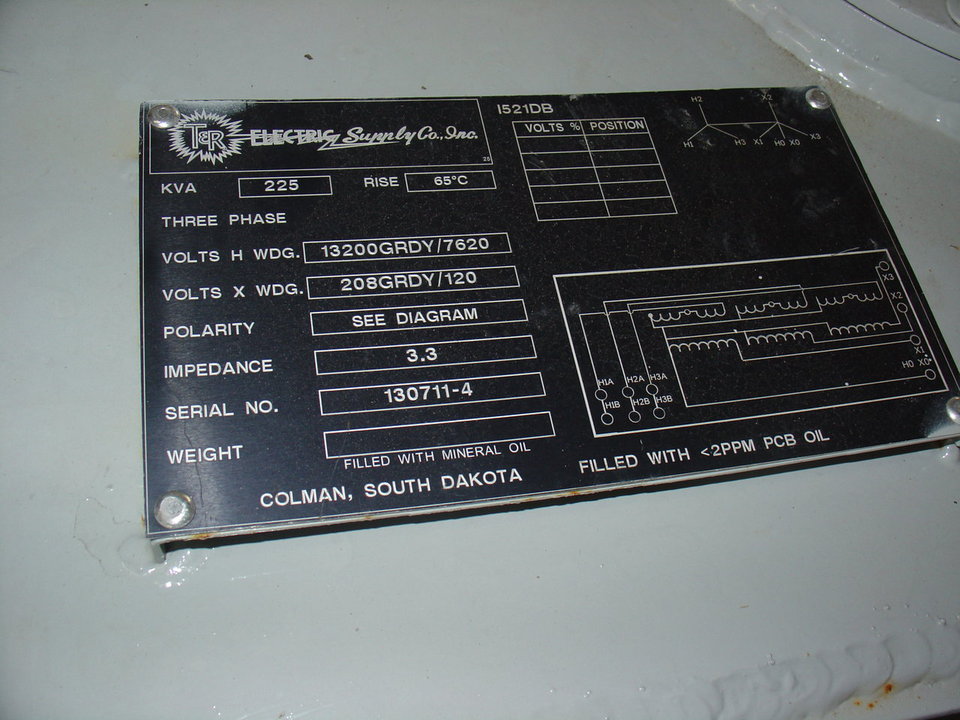 T&R ELECTRIC Supply Co., Inc.
25
KVA 225 RISE 65°C
THREE PHASE
VOLTS H WDG. 13200GRDY/7620
VOLTS X WDG. 208GRDY/120
POLARITY SEE DIAGRAM
IMPEDANCE 3.3
SERIAL NO. 130711-4
WEIGHT
FILLED WITH MINERAL OIL
COLMAN, SOUTH DAKOTA
1521DB
VOLTS % POSITION
H2 X2
H1 H3 X1 H0 X0 X3
X3
X2
X1
H0 X0
H1A H2A H3A
H1B H2B H3B
FILLED WITH <2PPM PCB OIL